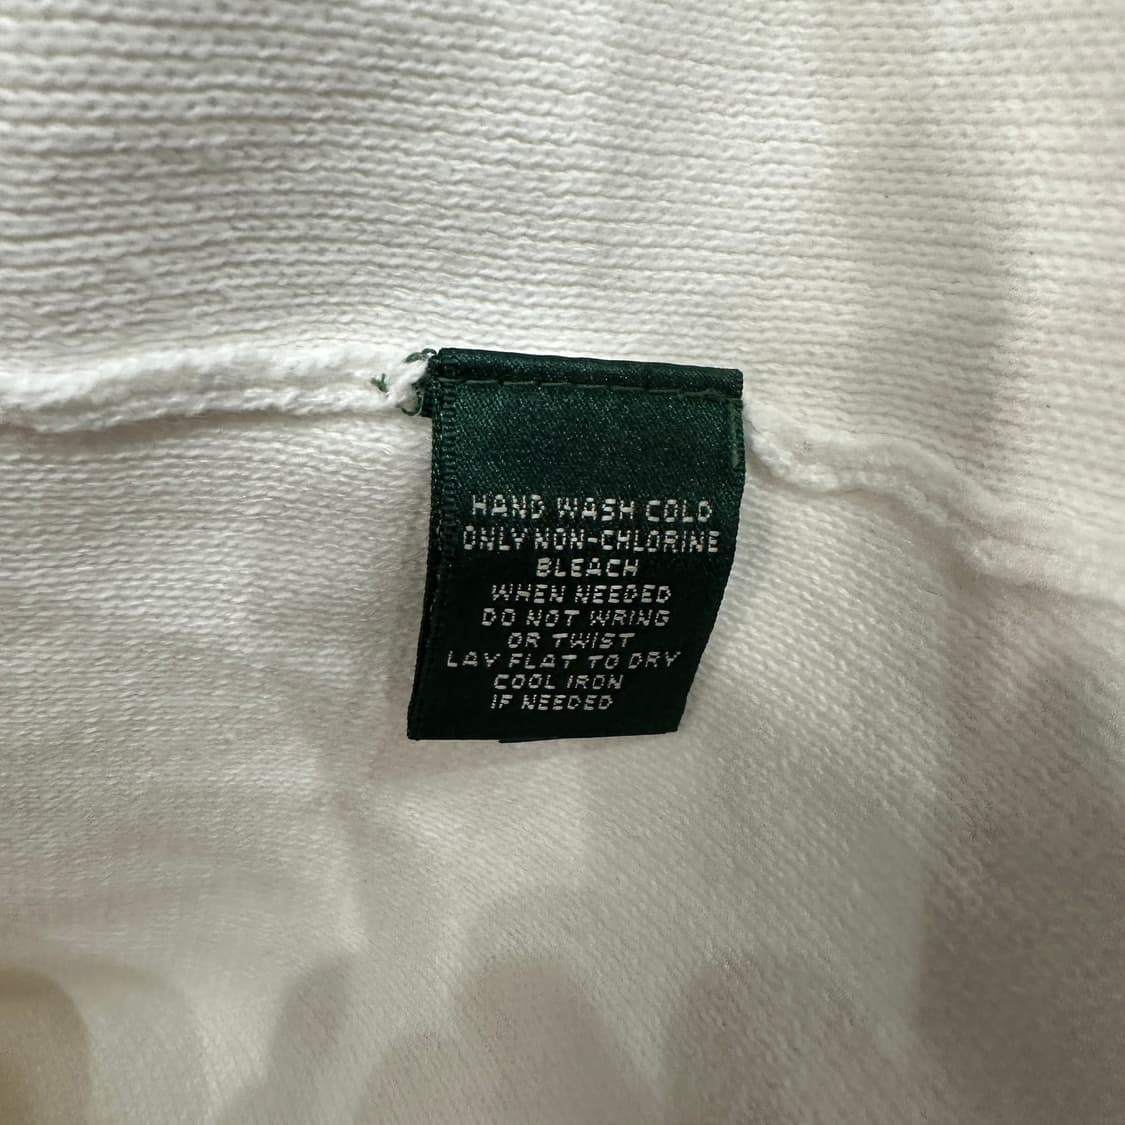 HAND WASH COLD
ONLY NON-CHLORINE
BLEACH
WHEN NEEDED
DO NOT WRING
OR TWIST
LAY FLAT TO DRY
COOL IRON
IF NEEDED